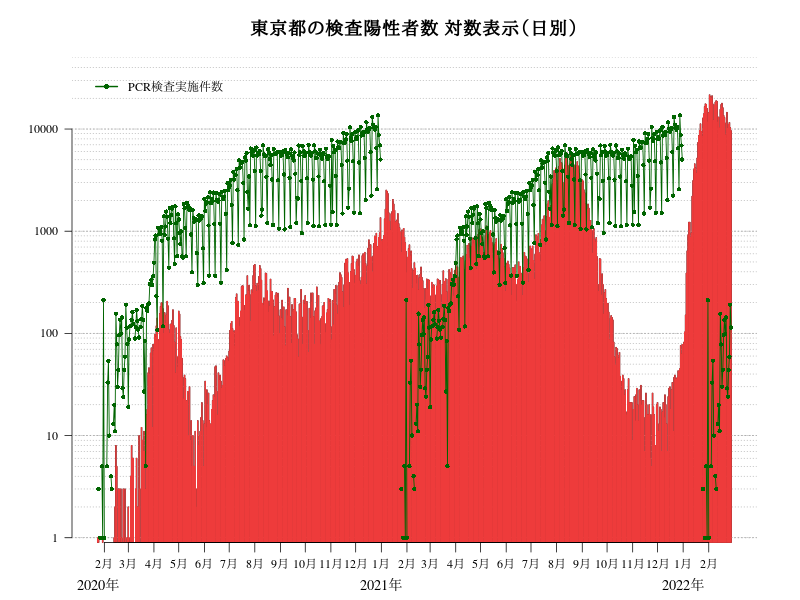 東京都の検査陽性者数 対数表示（日別）
PCR検査実施件数
10000
1000
100
10
1
2月 3月 4月 5月 6月 7月 8月 9月 10月 11月 12月 1月 2月 3月 4月 5月 6月 7月 8月 9月 10月 11月 12月 1月 2月
2020年 2021年 2022年